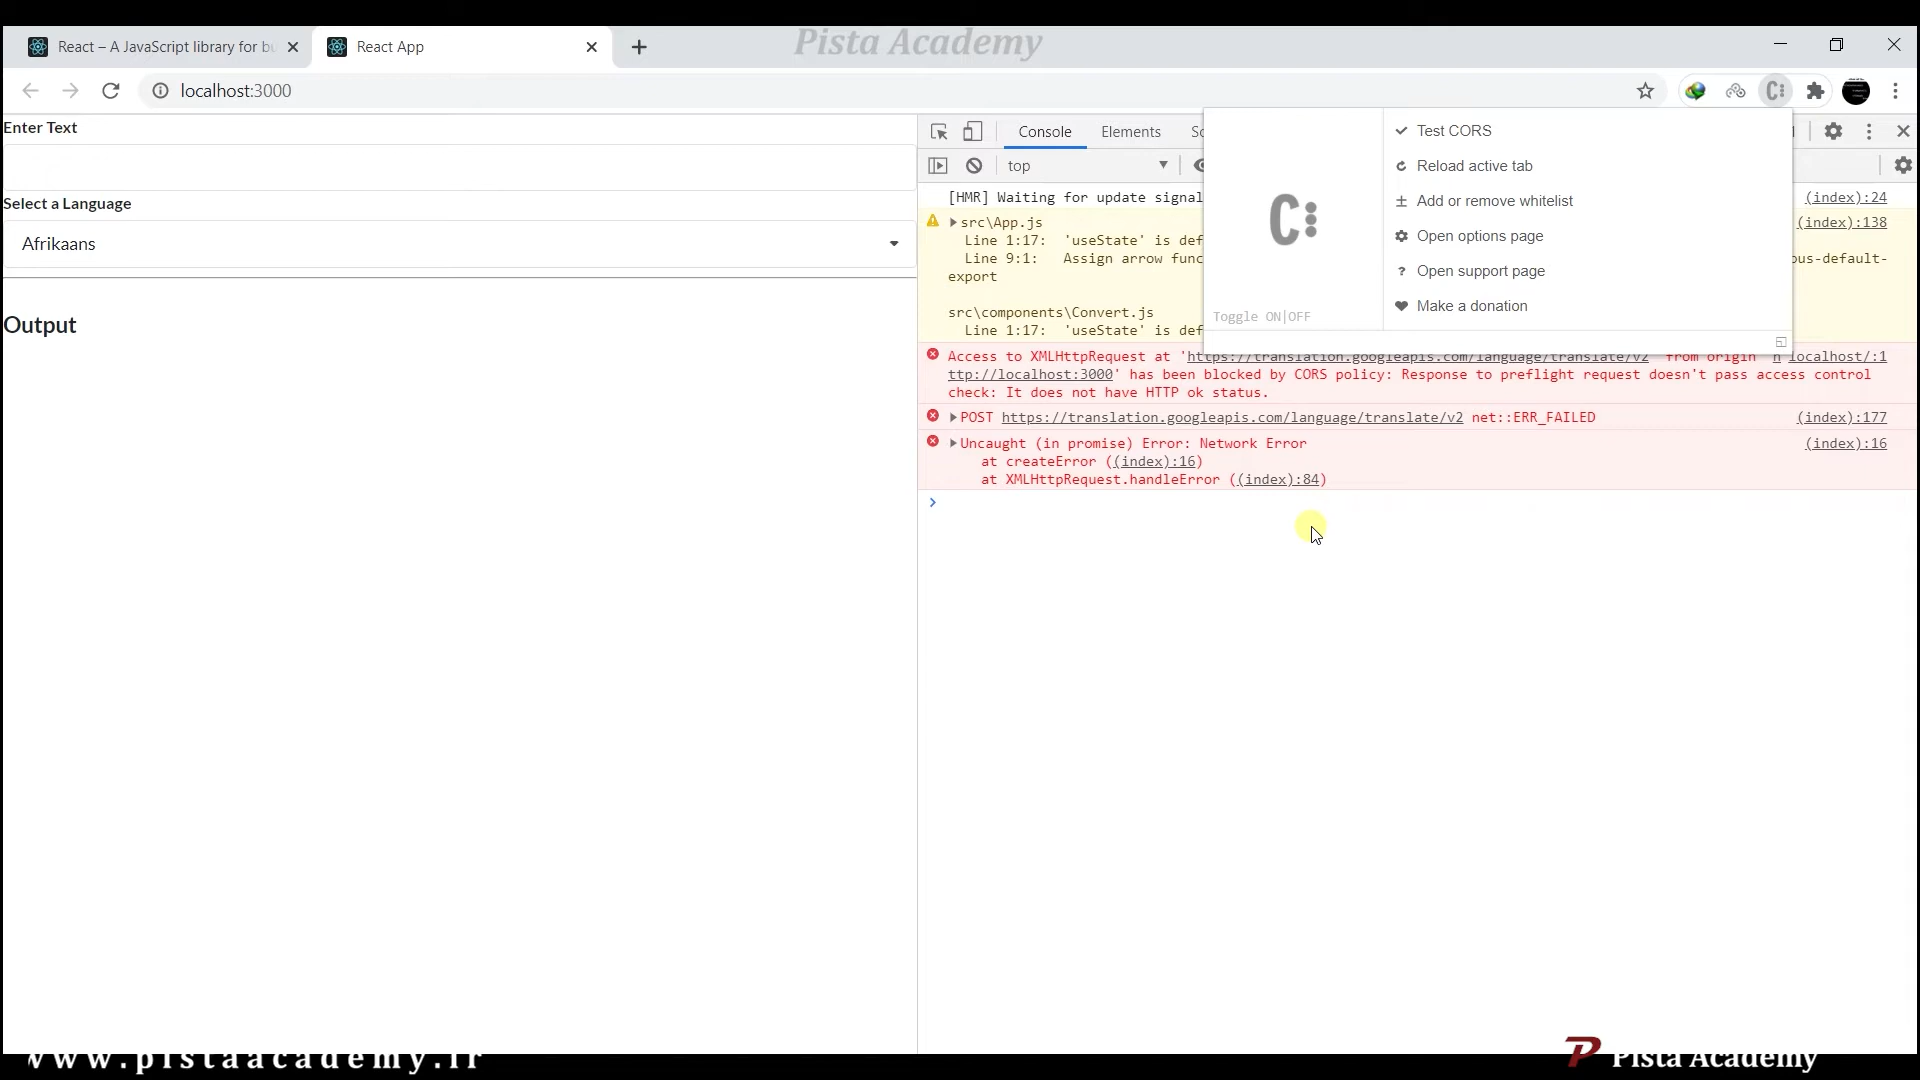 Pista Academy
React – A JavaScript library for bu
React App
localhost:3000
Enter Text
Select a Language
Afrikaans
Output
Console
Elements
top
Test CORS
Reload active tab
Add or remove whitelist
Open options page
Open support page
Make a donation
C
Toggle ON|OFF
[HMR] Waiting for update signal
(index):24
src\App.js
(index):138
Line 1:17: 'useState' is def
Line 9:1: Assign arrow func
ous-default-
export
src\components\Convert.js
Line 1:17: 'useState' is def
Access to XMLHttpRequest at 'https://translation.googleapis.com/language/translate/v2' from origin 'h
localhost/:1
ttp://localhost:3000' has been blocked by CORS policy: Response to preflight request doesn't pass access control
check: It does not have HTTP ok status.
POST https://translation.googleapis.com/language/translate/v2 net::ERR_FAILED
(index):177
Uncaught (in promise) Error: Network Error
(index):16
at createError ((index):16)
at XMLHttpRequest.handleError ((index):84)
www.pistaacademy.ir
Pista Academy